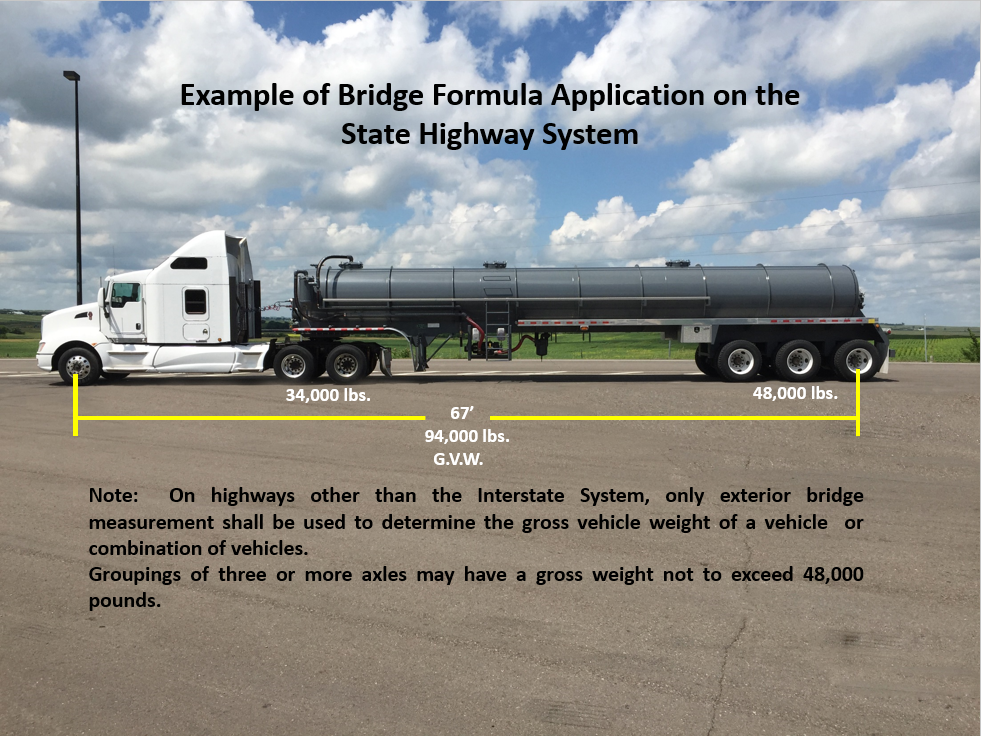 Example of Bridge Formula Application on the
State Highway System
34,000 lbs.
48,000 lbs.
67’
94,000 lbs.
G.V.W.
Note: On highways other than the Interstate System, only exterior bridge
measurement shall be used to determine the gross vehicle weight of a vehicle or
combination of vehicles.
Groupings of three or more axles may have a gross weight not to exceed 48,000
pounds.